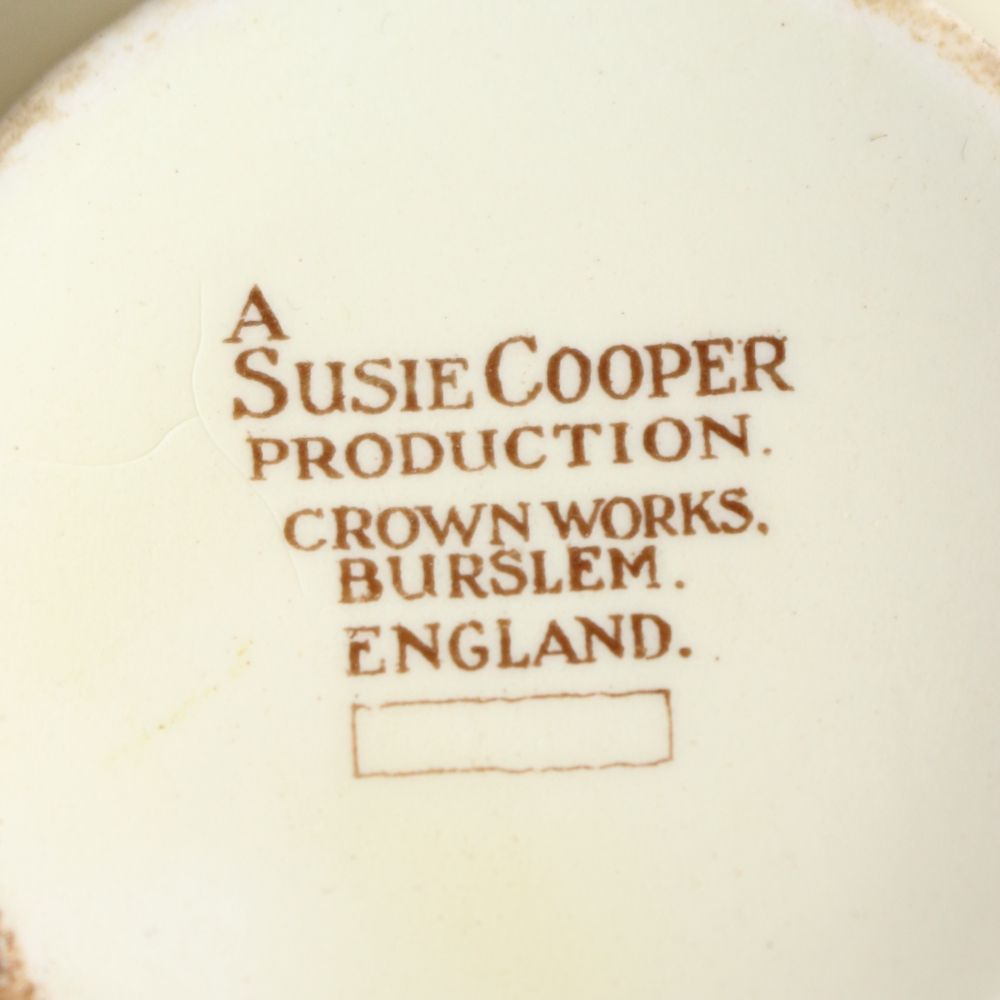 A
SUSIE COOPER
PRODUCTION.
CROWN WORKS,
BURSLEM.
ENGLAND.